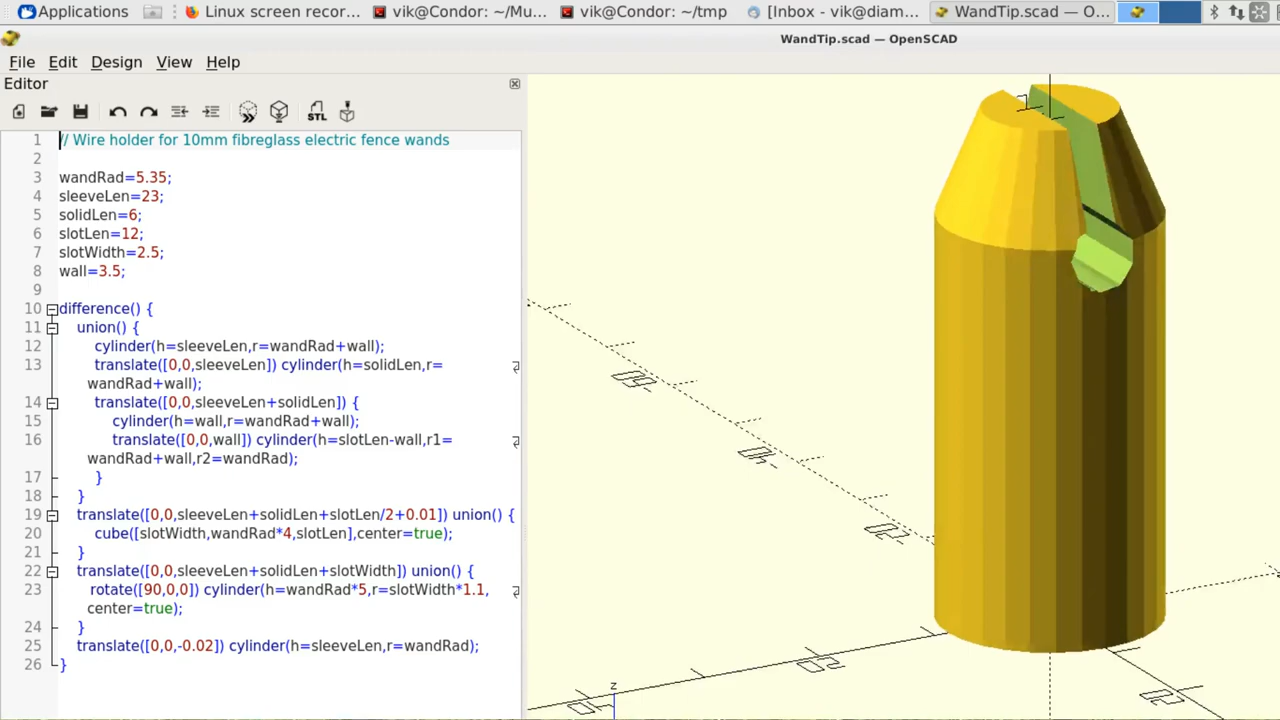 Applications
Linux screen recor...
vik@Condor: ~/Mu...
vik@Condor: ~/tmp
[Inbox - vik@diam...
WandTip.scad — O...
WandTip.scad — OpenSCAD
File Edit Design View Help
Editor
STL
1 // Wire holder for 10mm fibreglass electric fence wands
2
3 wandRad=5.35;
4 sleeveLen=23;
5 solidLen=6;
6 slotLen=12;
7 slotWidth=2.5;
8 wall=3.5;
9
10 difference() {
11 union() {
12 cylinder(h=sleeveLen,r=wandRad+wall);
13 translate([0,0,sleeveLen]) cylinder(h=solidLen,r=
wandRad+wall);
14 translate([0,0,sleeveLen+solidLen]) {
15 cylinder(h=wall,r=wandRad+wall);
16 translate([0,0,wall]) cylinder(h=slotLen-wall,r1=
wandRad+wall,r2=wandRad);
17 }
18 }
19 translate([0,0,sleeveLen+solidLen+slotLen/2+0.01]) union() {
20 cube([slotWidth,wandRad*4,slotLen],center=true);
21 }
22 translate([0,0,sleeveLen+solidLen+slotWidth]) union() {
23 rotate([90,0,0]) cylinder(h=wandRad*5,r=slotWidth*1.1,
center=true);
24 }
25 translate([0,0,-0.02]) cylinder(h=sleeveLen,r=wandRad);
26 }
z